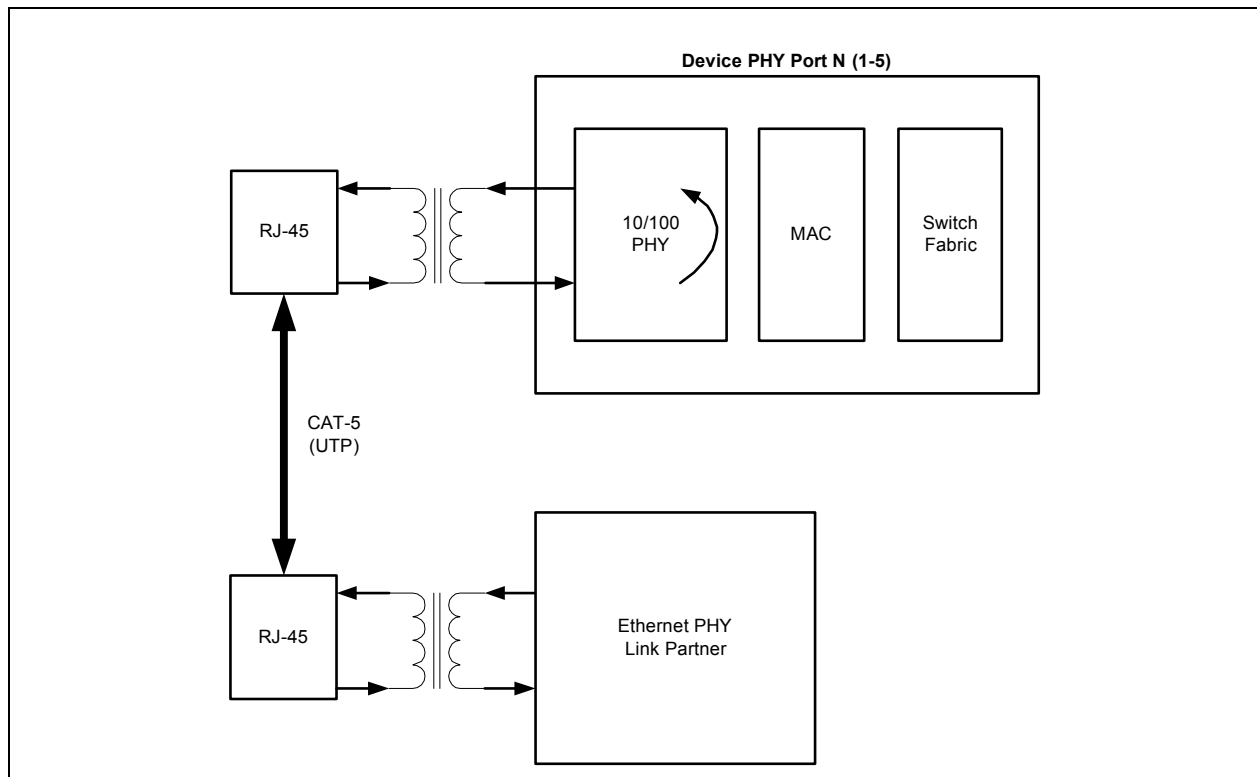 Device PHY Port N (1-5)
RJ-45
10/100
PHY
MAC
Switch
Fabric
CAT-5
(UTP)
RJ-45
Ethernet PHY
Link Partner